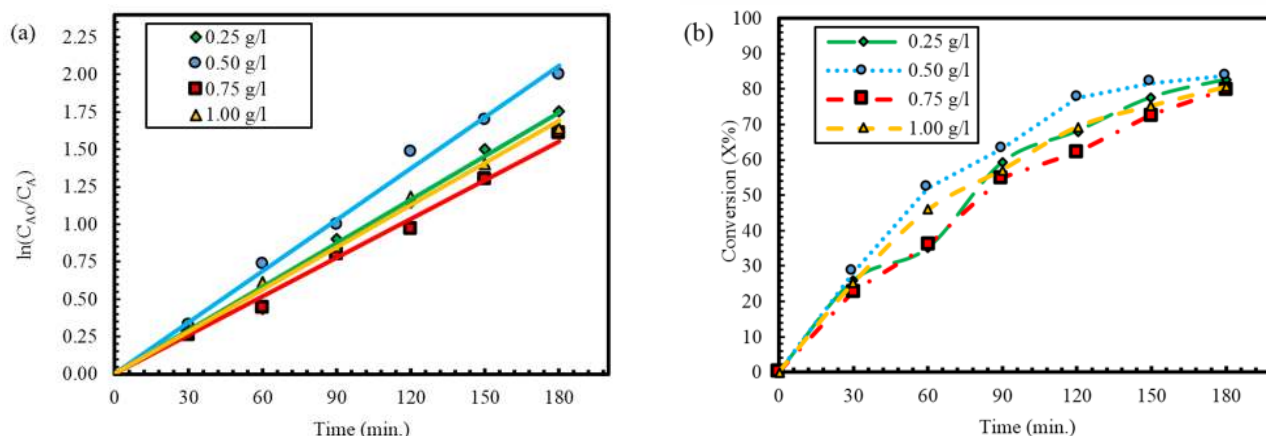 (a)
ln(C_AO/C_A)
2.25
2.00
1.75
1.50
1.25
1.00
0.75
0.50
0.25
0.00
0.25 g/l
0.50 g/l
0.75 g/l
1.00 g/l
0 30 60 90 120 150 180
Time (min.)
(b)
Conversion (X%)
100
90
80
70
60
50
40
30
20
10
0
0.25 g/l
0.50 g/l
0.75 g/l
1.00 g/l
0 30 60 90 120 150 180
Time (min.)